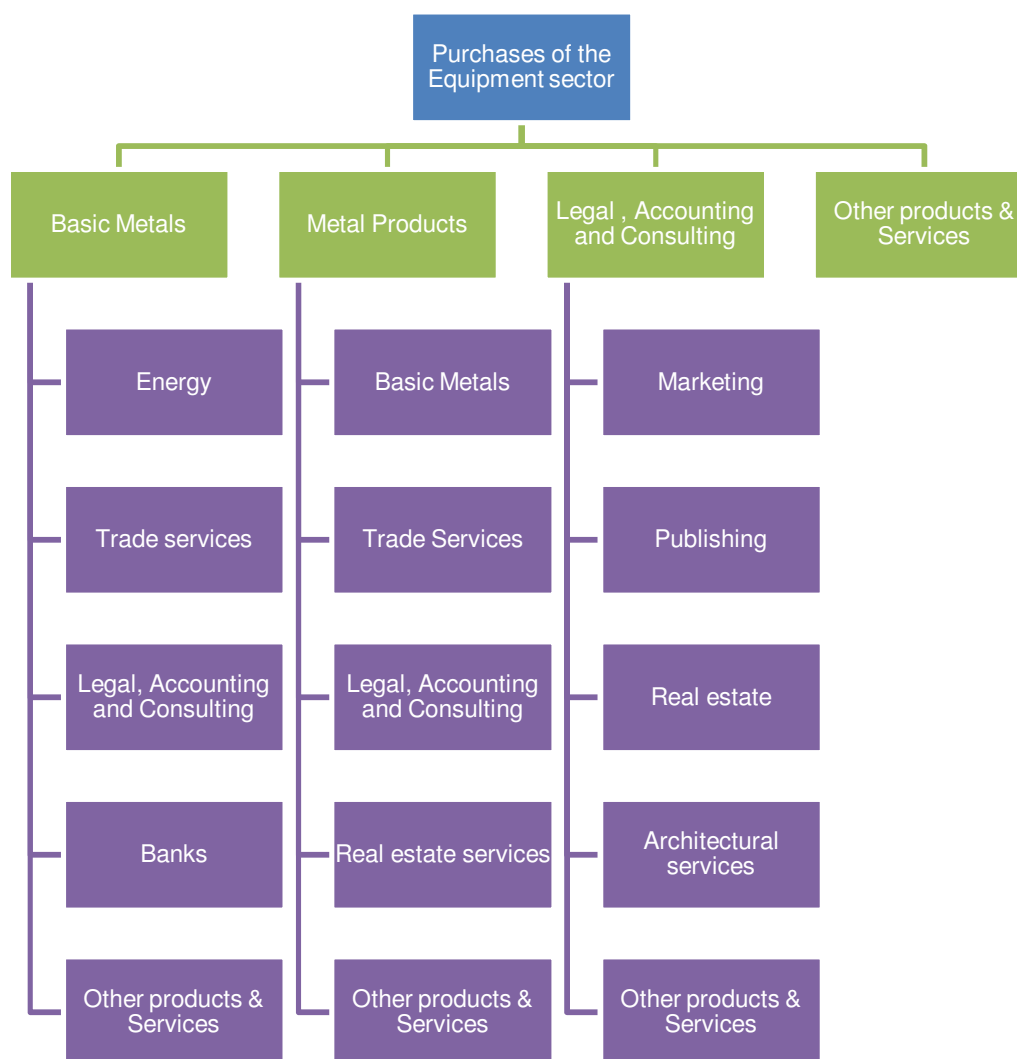 Purchases of the
Equipment sector
Basic Metals
Metal Products
Legal , Accounting
and Consulting
Other products &
Services
Energy
Basic Metals
Marketing
Trade services
Trade Services
Publishing
Legal, Accounting
and Consulting
Legal, Accounting
and Consulting
Real estate
Banks
Real estate services
Architectural
services
Other products &
Services
Other products &
Services
Other products &
Services